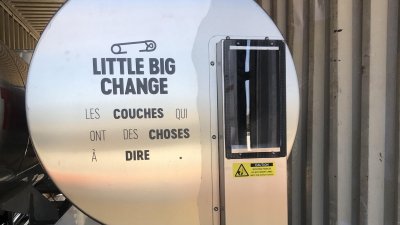 LITTLE BIG
CHANGE
LES COUCHES QUI
ONT DES CHOSES
À DIRE .
CAUTION